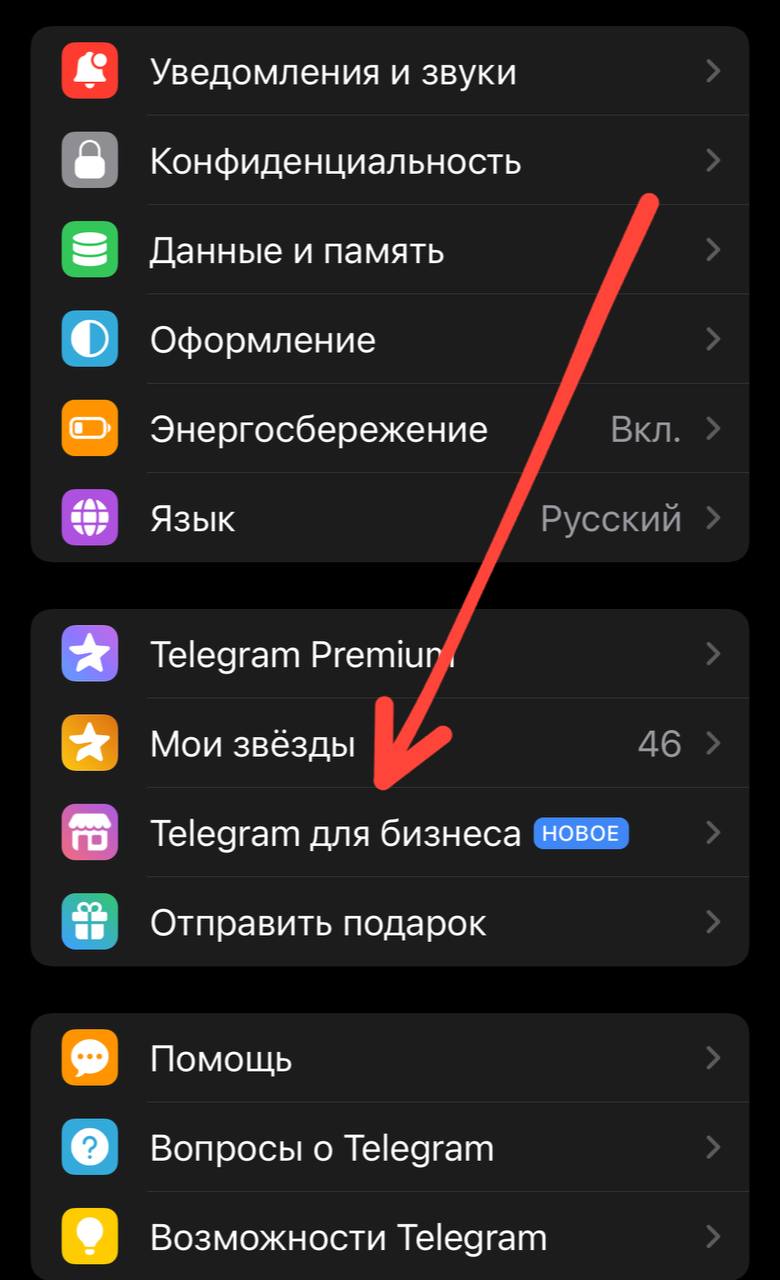 Уведомления и звуки
Конфиденциальность
Данные и память
Оформление
Энергосбережение Вкл.
Язык Русский
Telegram Premium
Мои звёзды 46
Telegram для бизнеса НОВОЕ
Отправить подарок
Помощь
Вопросы о Telegram
Возможности Telegram